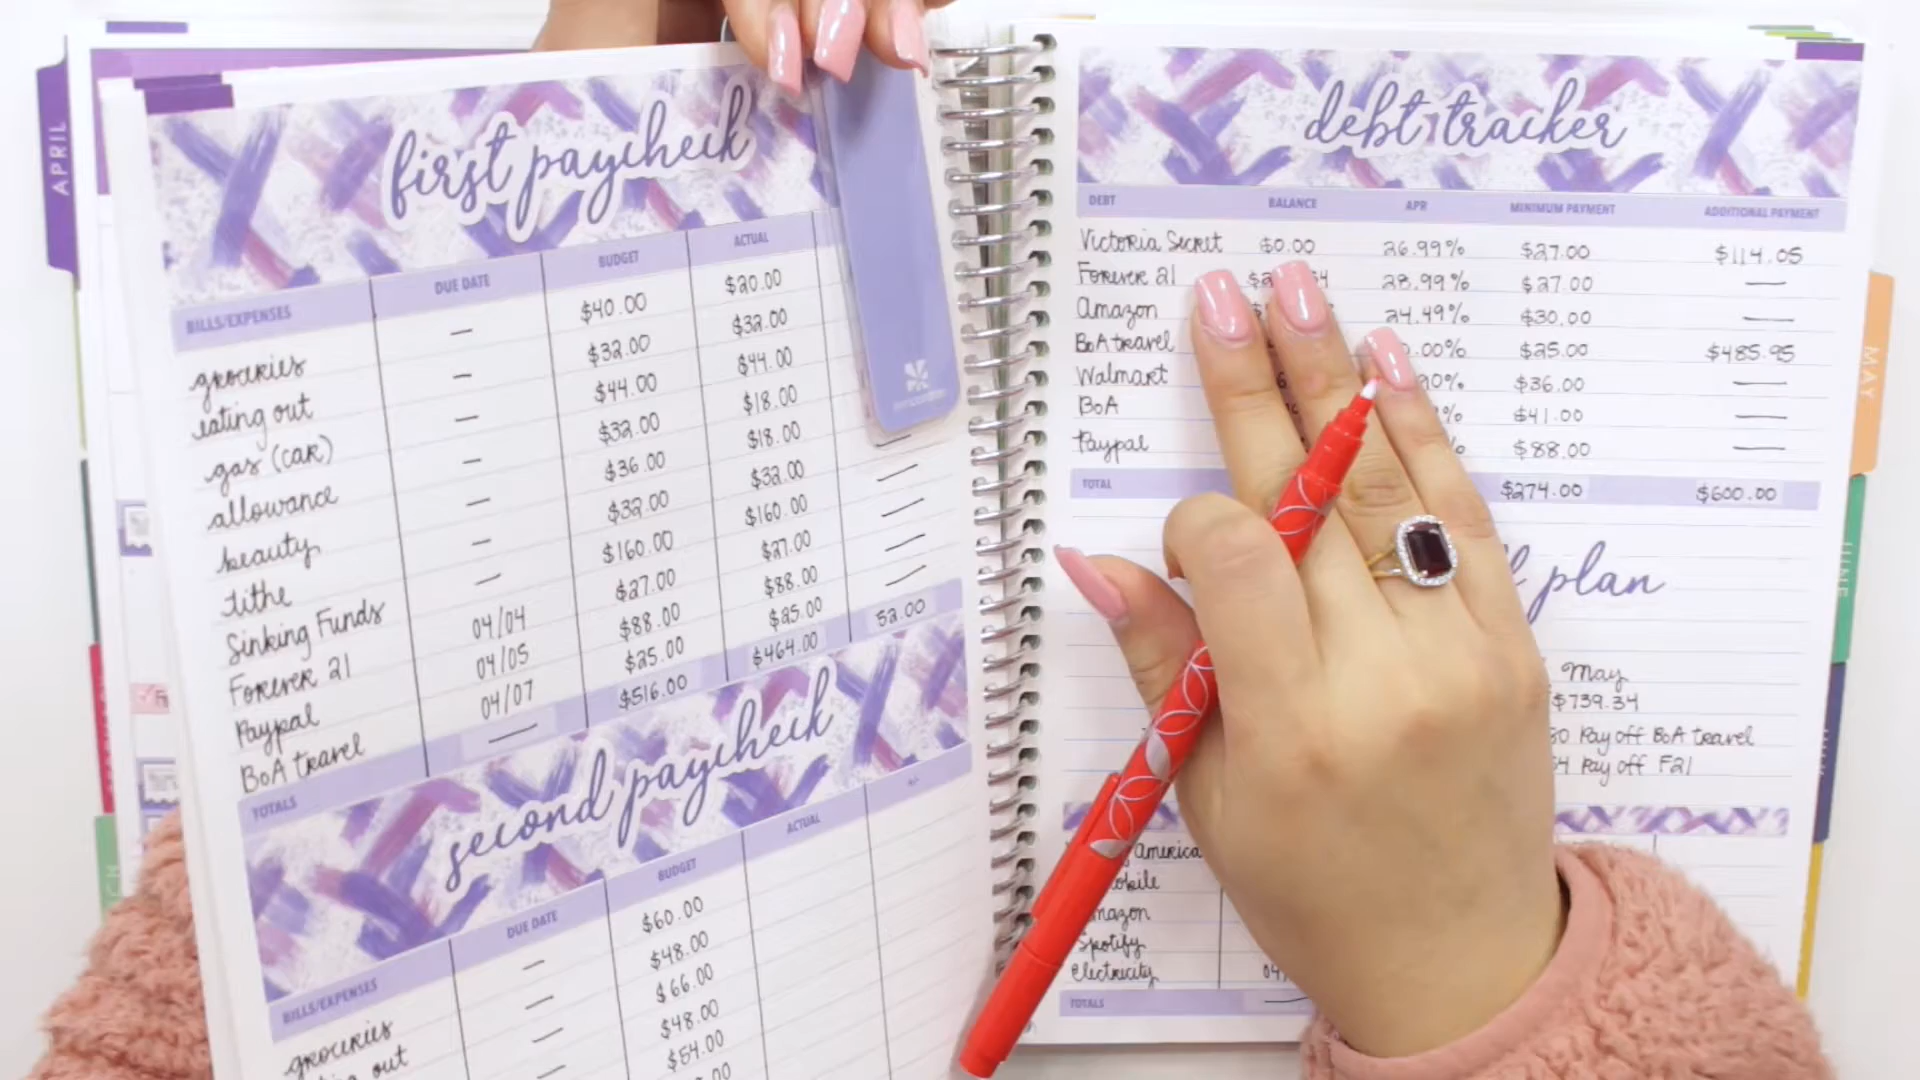 APRIL
first paycheck
BILLS/EXPENSES DUE DATE BUDGET ACTUAL
groceries — $40.00 $20.00
eating out — $32.00 $32.00
gas (car) — $44.00 $44.00
allowance — $32.00 $18.00
beauty — $36.00 $18.00 —
tithe — $32.00 $32.00 —
Sinking Funds — $160.00 $160.00 —
Forever 21 04/04 $27.00 $27.00 —
Paypal 04/05 $88.00 $88.00 —
BoA travel 04/07 $25.00 $25.00
TOTALS — $516.00 $464.00 52.00
second paycheck
BILLS/EXPENSES DUE DATE BUDGET ACTUAL +/-
groceries — $60.00
out — $48.00
— $66.00
— $48.00
$54.00
debt tracker
DEBT BALANCE APR MINIMUM PAYMENT ADDITIONAL PAYMENT
Victoria Secret $0.00 26.99% $27.00 $114.05
Forever 21 28.99% $27.00 —
Amazon 24.49% $30.00 —
BoA travel $25.00 $485.95
Walmart $36.00 —
BoA $41.00 —
Paypal $88.00 —
TOTAL $274.00 $600.00
plan
May
$739.34
Pay off BoA travel
Pay off F21
America
Spotify
Electricity
TOTALS —
MAY
JUNE